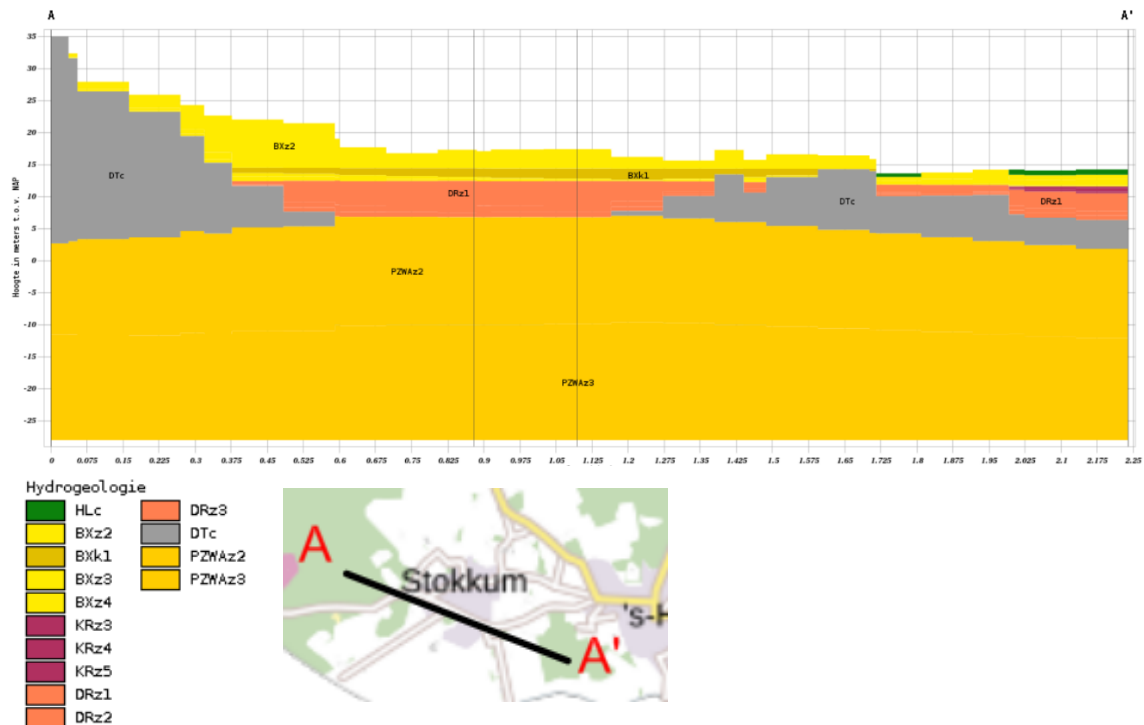 A A'
35
30
25
20
15
10
5
0
-5
-10
-15
-20
-25
Hoogte in meters t.o.v. NAP
BXz2
DTc
BXk1
DRz1
DTc
DRz1
PZWAz2
PZWAz3
0 0.075 0.15 0.225 0.3 0.375 0.45 0.525 0.6 0.675 0.75 0.825 0.9 0.975 1.05 1.125 1.2 1.275 1.35 1.425 1.5 1.575 1.65 1.725 1.8 1.875 1.95 2.025 2.1 2.175 2.25
Hydrogeologie
HLc
BXz2
BXk1
BXz3
BXz4
KRz3
KRz4
KRz5
DRz1
DRz2
DRz3
DTc
PZWAz2
PZWAz3
A
Stokkum
's-H
A'